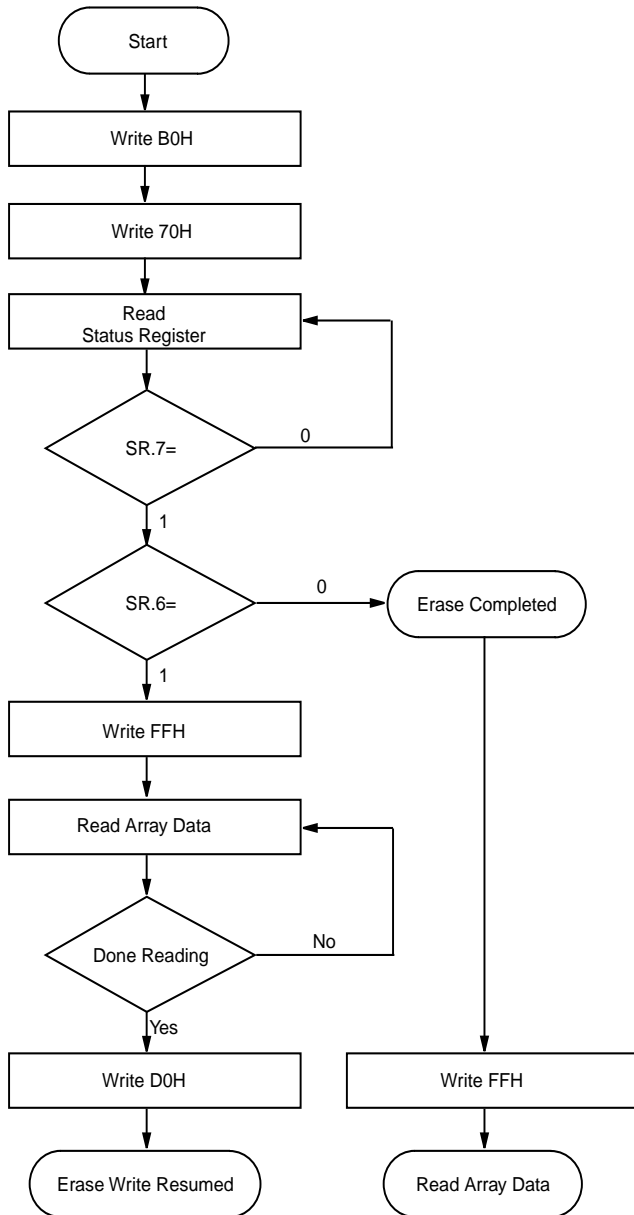 Start
Write B0H
Write 70H
Read
Status Register
SR.7=
0
1
SR.6=
0
Erase Completed
1
Write FFH
Read Array Data
Done Reading
No
Yes
Write D0H
Write FFH
Erase Write Resumed
Read Array Data